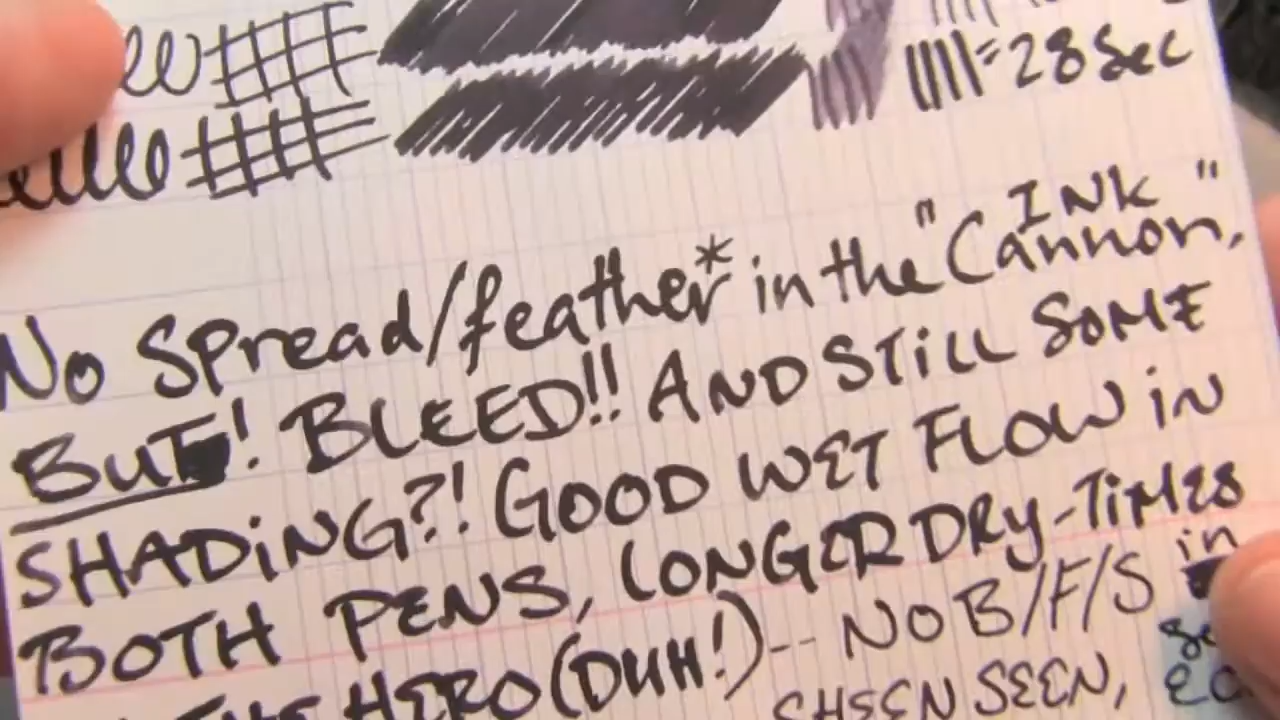 28 Sec
No Spread/feather* in the "INK Cannon,"
BUT! BLEED!! AND STiLL SOME
SHADiNG?! GOOD WET FLOW iN
BOTH PENS, LONGER DRy-TiMES
THE HERO (DUH!)-- NO B/F/S in
SHEEN SEEN,